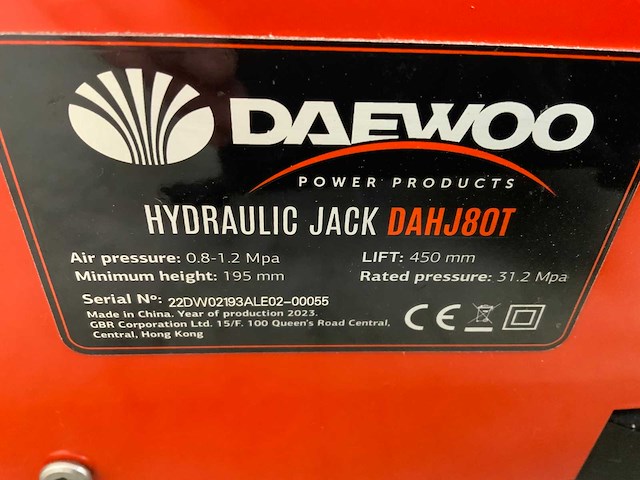 DAEWOO
POWER PRODUCTS
HYDRAULIC JACK DAHJ80T
Air pressure: 0.8-1.2 Mpa
LIFT: 450 mm
Minimum height: 195 mm
Rated pressure: 31.2 Mpa
Serial Nº: 22DW02193ALE02-00055
Made in China. Year of production 2023.
GBR Corporation Ltd. 15/F. 100 Queen's Road Central,
Central, Hong Kong
CE